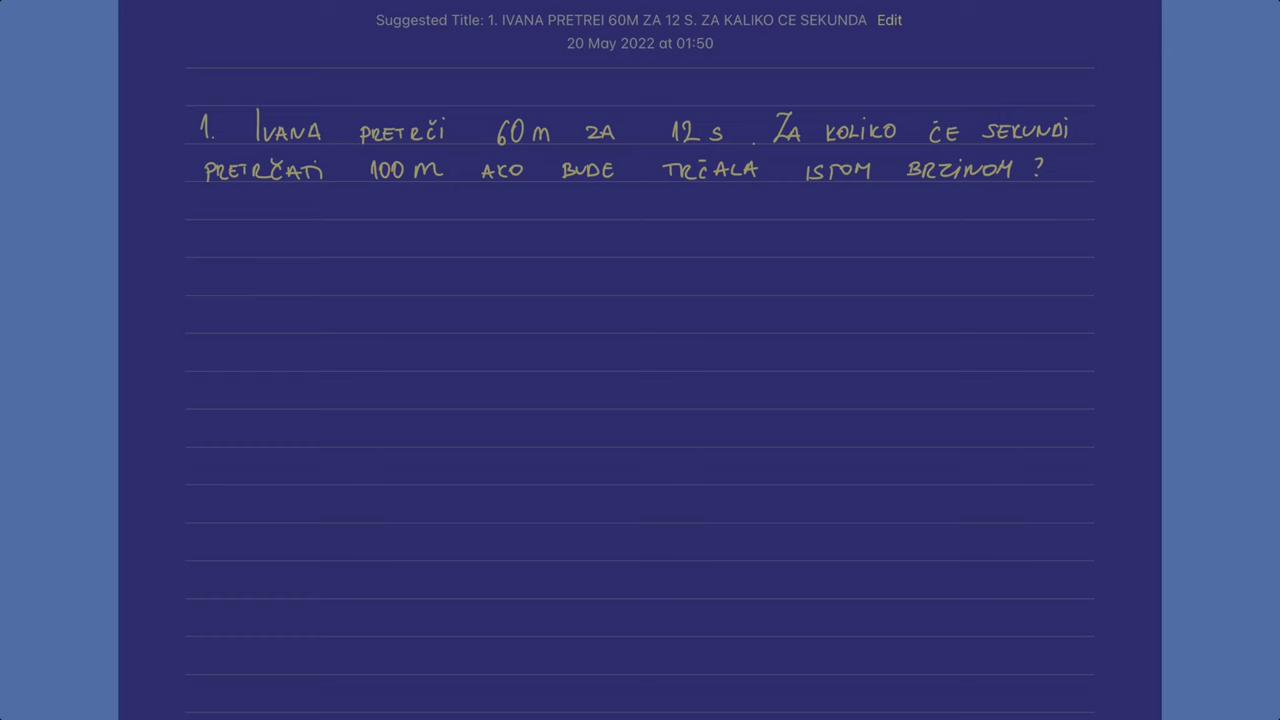 Suggested Title: 1. IVANA PRETREI 60M ZA 12 S. ZA KALIKO CE SEKUNDA Edit
20 May 2022 at 01:50
1. IVANA PRETRČI 60 m ZA 12 s. ZA KOLIKO ĆE SEKUNDI
PRETRČATI 100 m AKO BUDE TRČALA ISTOM BRZINOM?